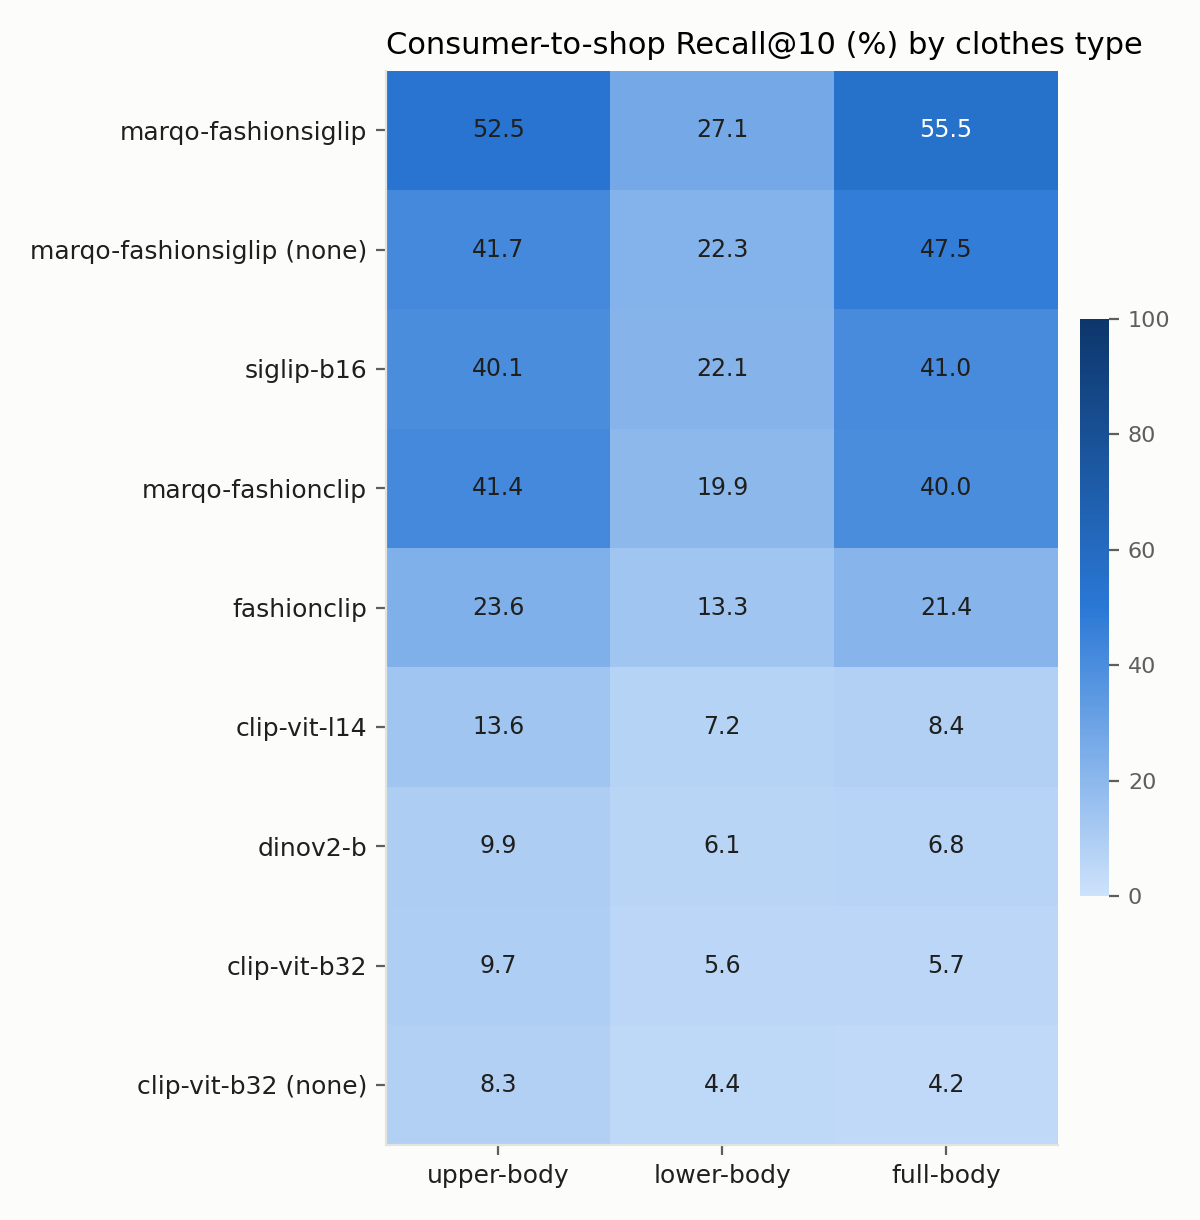 Consumer-to-shop Recall@10 (%) by clothes type
marqo-fashionsiglip 52.5 27.1 55.5
marqo-fashionsiglip (none) 41.7 22.3 47.5
siglip-b16 40.1 22.1 41.0
marqo-fashionclip 41.4 19.9 40.0
fashionclip 23.6 13.3 21.4
clip-vit-l14 13.6 7.2 8.4
dinov2-b 9.9 6.1 6.8
clip-vit-b32 9.7 5.6 5.7
clip-vit-b32 (none) 8.3 4.4 4.2
upper-body lower-body full-body
100
80
60
40
20
0